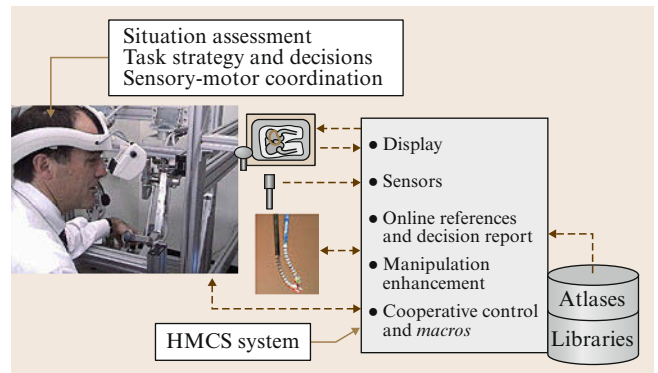 Situation assessment
Task strategy and decisions
Sensory-motor coordination
• Display
• Sensors
• Online references
and decision report
• Manipulation
enhancement
• Cooperative control
and macros
Atlases
Libraries
HMCS system